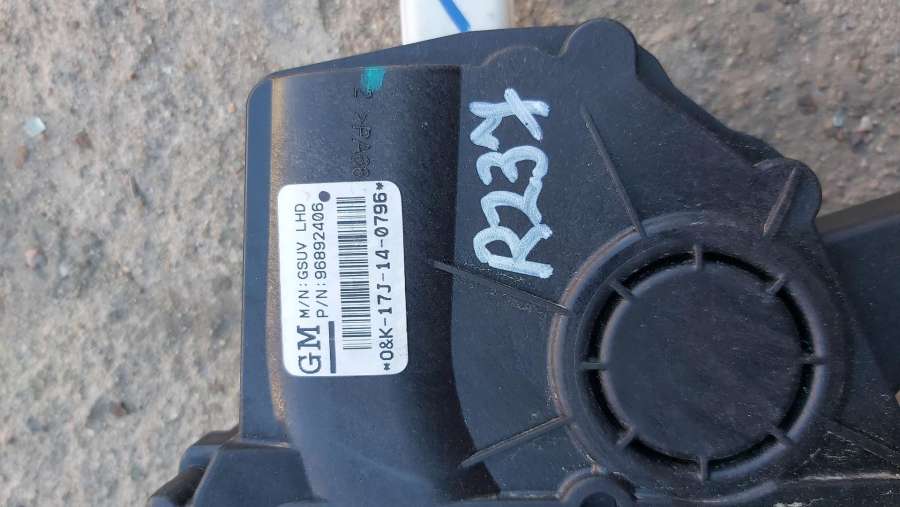 GM
M/N:GSUV LHD
P/N:96892406
*O&K-17J-14-0796*
R237